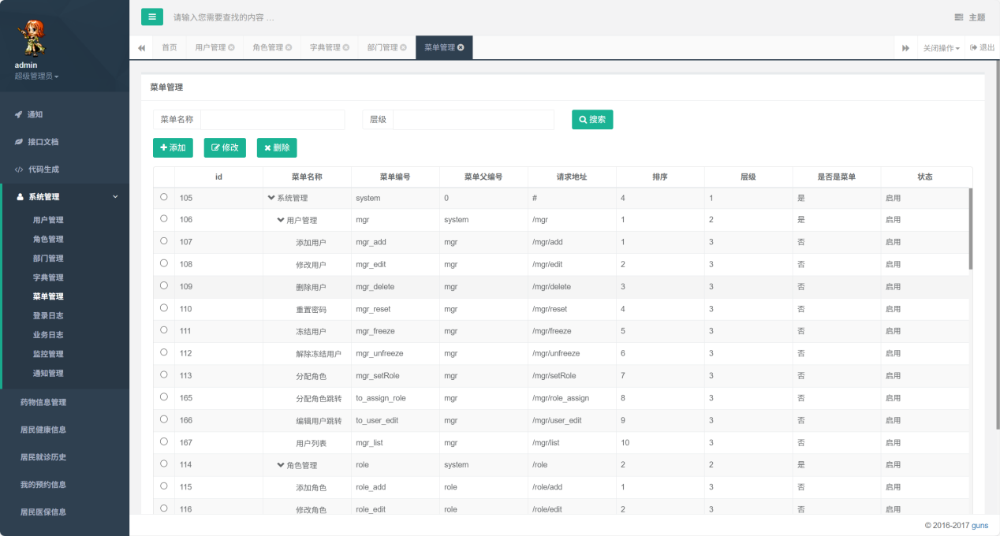 admin
超级管理员
通知
接口文档
代码生成
系统管理
用户管理
角色管理
部门管理
字典管理
菜单管理
登录日志
业务日志
监控管理
通知管理
药物信息管理
居民健康信息
居民就诊历史
我的预约信息
居民医保信息
请输入您需要查找的内容 …
主题
首页 用户管理 角色管理 字典管理 部门管理 菜单管理 关闭操作 退出
菜单管理
菜单名称 层级 搜索
添加 修改 删除
id 菜单名称 菜单编号 菜单父编号 请求地址 排序 层级 是否是菜单 状态
105 系统管理 system 0 # 4 1 是 启用
106 用户管理 mgr system /mgr 1 2 是 启用
107 添加用户 mgr_add mgr /mgr/add 1 3 否 启用
108 修改用户 mgr_edit mgr /mgr/edit 2 3 否 启用
109 删除用户 mgr_delete mgr /mgr/delete 3 3 否 启用
110 重置密码 mgr_reset mgr /mgr/reset 4 3 否 启用
111 冻结用户 mgr_freeze mgr /mgr/freeze 5 3 否 启用
112 解除冻结用户 mgr_unfreeze mgr /mgr/unfreeze 6 3 否 启用
113 分配角色 mgr_setRole mgr /mgr/setRole 7 3 否 启用
165 分配角色跳转 to_assign_role mgr /mgr/role_assign 8 3 否 启用
166 编辑用户跳转 to_user_edit mgr /mgr/user_edit 9 3 否 启用
167 用户列表 mgr_list mgr /mgr/list 10 3 否 启用
114 角色管理 role system /role 2 2 是 启用
115 添加角色 role_add role /role/add 1 3 否 启用
116 修改角色 role_edit role /role/edit 2 3 否 启用
© 2016-2017 guns